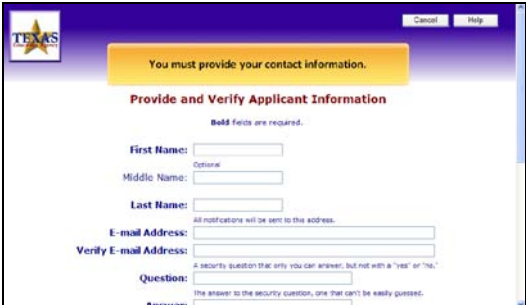 Cancel Help
TEXAS
Education Agency
You must provide your contact information.
Provide and Verify Applicant Information
Bold fields are required.
First Name:
Optional
Middle Name:
Last Name:
All notifications will be sent to this address.
E-mail Address:
Verify E-mail Address:
A security question that only you can answer, but not with a "yes" or "no."
Question:
The answer to the security question, one that can't be easily guessed.
Answer: